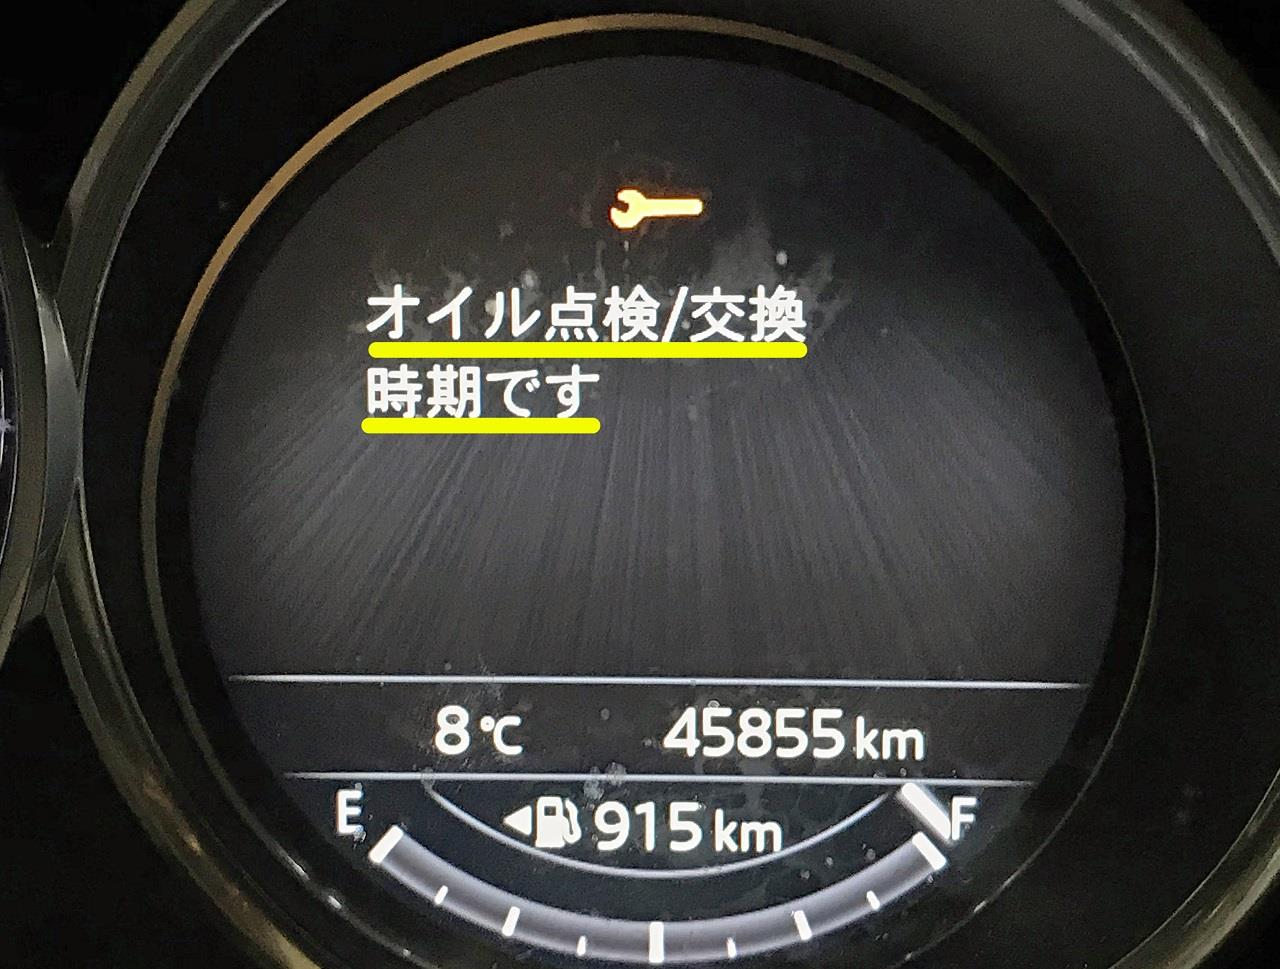 オイル点検/交換
時期です
8℃ 45855km
E 915km F